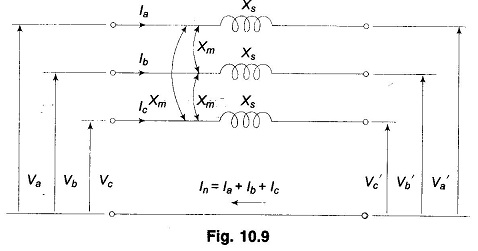 Ia
Xs
Xm
Ib
Xs
Ic
Xm
Xm
Xs
Va
Vb
Vc
In = Ia + Ib + Ic
Vc'
Vb'
Va'
Fig. 10.9